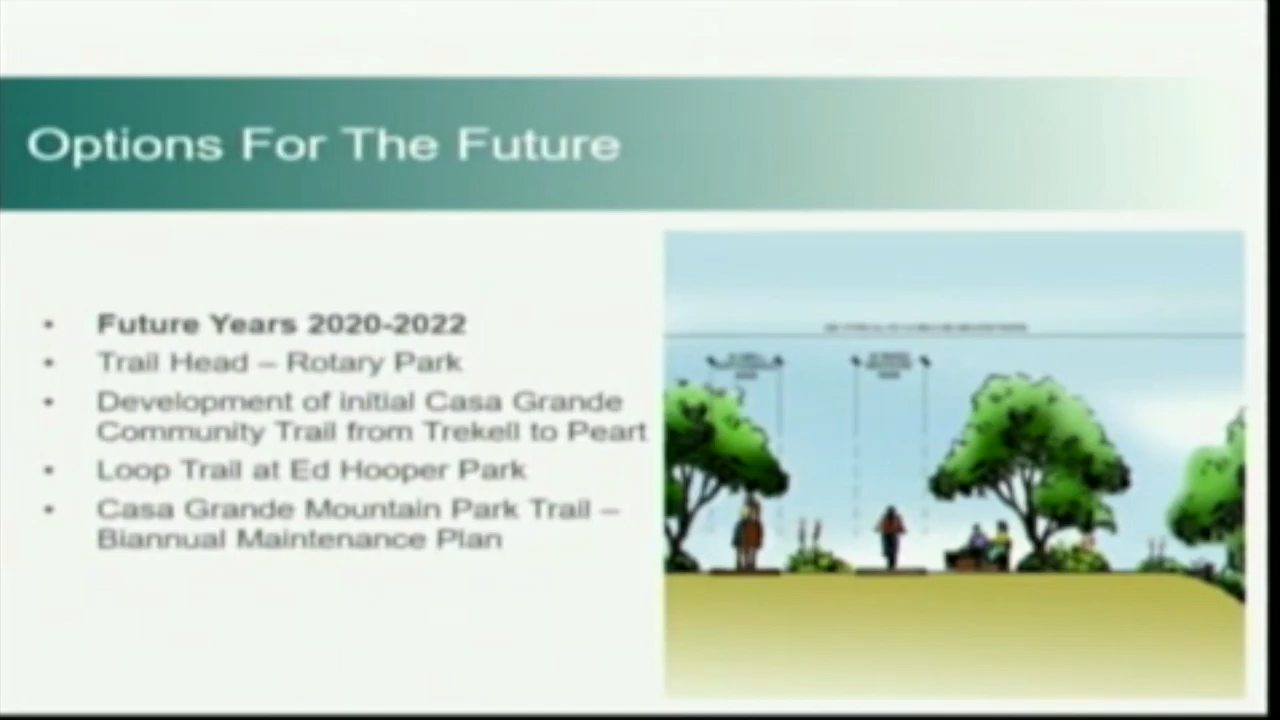 Options For The Future
• Future Years 2020-2022
• Trail Head – Rotary Park
• Development of initial Casa Grande
Community Trail from Trekell to Peart
• Loop Trail at Ed Hooper Park
• Casa Grande Mountain Park Trail –
Biannual Maintenance Plan